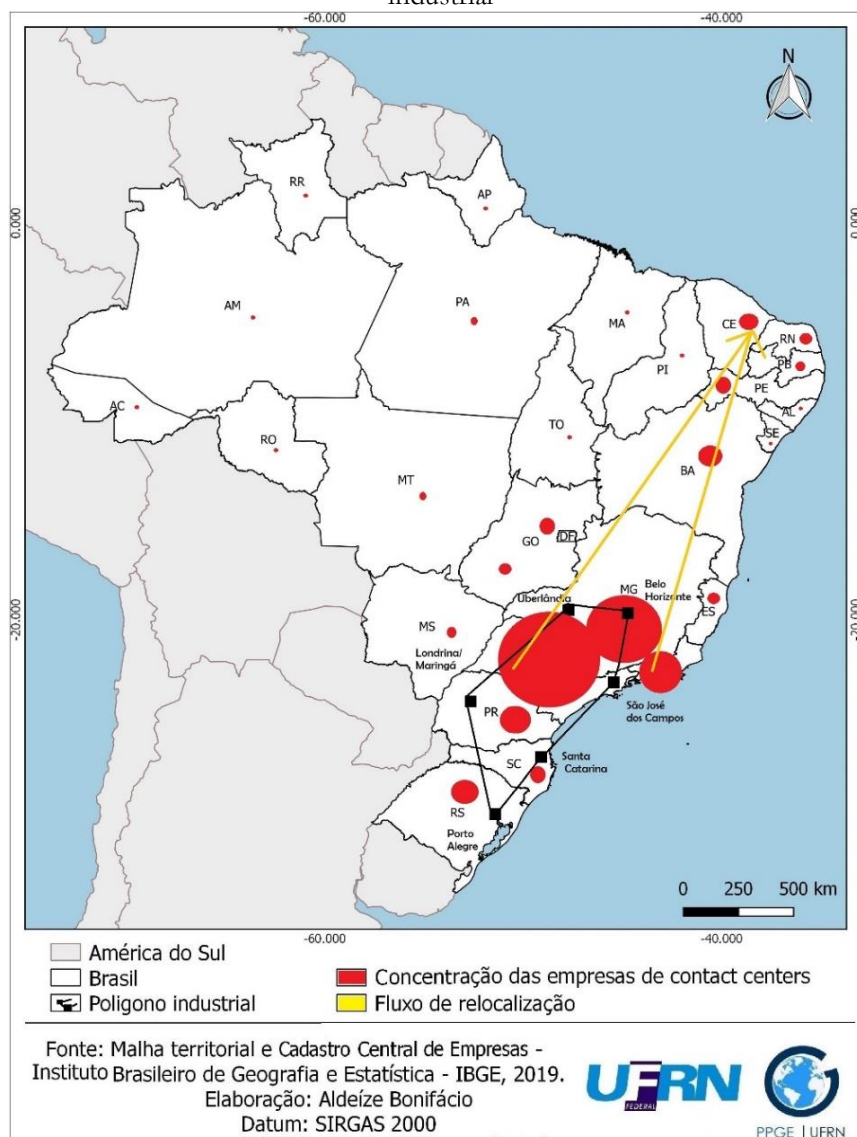 industrial
-60.000
-40.000
N
0.000
0.000
RR
AP
AM
PA
MA
CE
RN
PI
PB
PE
AC
AL
TO
SE
RO
BA
MT
GO
DF
Uberlândia
MG
Belo
Horizonte
ES
-20.000
-20.000
MS
Londrina/
Maringá
São José
dos Campos
PR
SC
Santa
Catarina
RS
Porto
Alegre
0 250 500 km
-60.000
-40.000
América do Sul
Brasil
Concentração das empresas de contact centers
Poligono industrial
Fluxo de relocalização
Fonte: Malha territorial e Cadastro Central de Empresas -
Instituto Brasileiro de Geografia e Estatística - IBGE, 2019.
Elaboração: Aldeíze Bonifácio
Datum: SIRGAS 2000
UFRN
FEDERAL
PPGE | UFRN